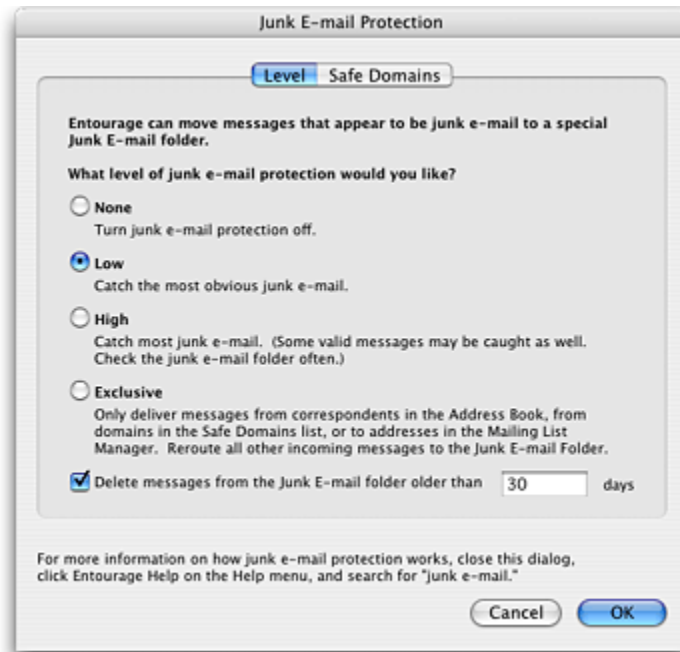 Junk E-mail Protection
Level Safe Domains
Entourage can move messages that appear to be junk e-mail to a special
Junk E-mail folder.
What level of junk e-mail protection would you like?
None
Turn junk e-mail protection off.
Low
Catch the most obvious junk e-mail.
High
Catch most junk e-mail. (Some valid messages may be caught as well.
Check the junk e-mail folder often.)
Exclusive
Only deliver messages from correspondents in the Address Book, from
domains in the Safe Domains list, or to addresses in the Mailing List
Manager. Reroute all other incoming messages to the Junk E-mail Folder.
Delete messages from the Junk E-mail folder older than 30 days
For more information on how junk e-mail protection works, close this dialog,
click Entourage Help on the Help menu, and search for "junk e-mail."
Cancel OK